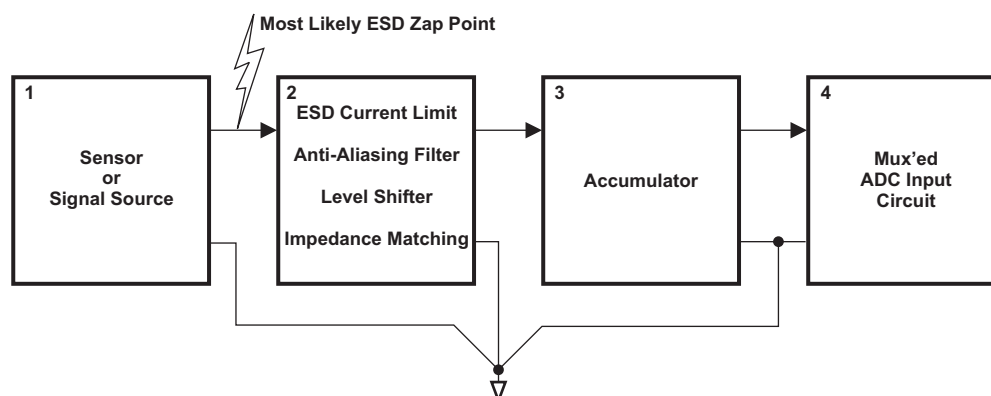 Most Likely ESD Zap Point
1
Sensor
or
Signal Source
2
ESD Current Limit
Anti-Aliasing Filter
Level Shifter
Impedance Matching
3
Accumulator
4
Mux'ed
ADC Input
Circuit